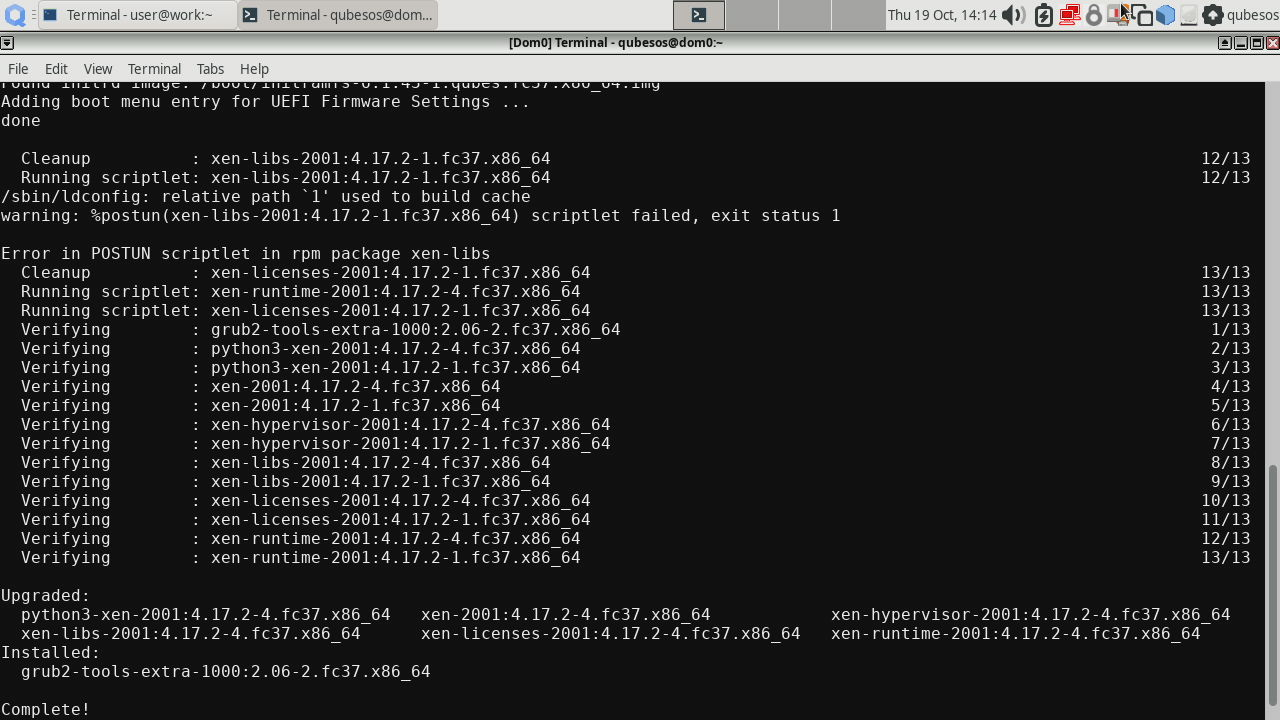 Terminal - user@work:~
Terminal - qubesos@dom...
Thu 19 Oct, 14:14
qubesos
[Dom0] Terminal - qubesos@dom0:~
File Edit View Terminal Tabs Help
Found initrd image: /boot/initramfs-6.1.43-1.qubes.fc37.x86_64.img
Adding boot menu entry for UEFI Firmware Settings ...
done
Cleanup : xen-libs-2001:4.17.2-1.fc37.x86_64 12/13
Running scriptlet: xen-libs-2001:4.17.2-1.fc37.x86_64 12/13
/sbin/ldconfig: relative path `1' used to build cache
warning: %postun(xen-libs-2001:4.17.2-1.fc37.x86_64) scriptlet failed, exit status 1
Error in POSTUN scriptlet in rpm package xen-libs
Cleanup : xen-licenses-2001:4.17.2-1.fc37.x86_64 13/13
Running scriptlet: xen-runtime-2001:4.17.2-4.fc37.x86_64 13/13
Running scriptlet: xen-licenses-2001:4.17.2-1.fc37.x86_64 13/13
Verifying : grub2-tools-extra-1000:2.06-2.fc37.x86_64 1/13
Verifying : python3-xen-2001:4.17.2-4.fc37.x86_64 2/13
Verifying : python3-xen-2001:4.17.2-1.fc37.x86_64 3/13
Verifying : xen-2001:4.17.2-4.fc37.x86_64 4/13
Verifying : xen-2001:4.17.2-1.fc37.x86_64 5/13
Verifying : xen-hypervisor-2001:4.17.2-4.fc37.x86_64 6/13
Verifying : xen-hypervisor-2001:4.17.2-1.fc37.x86_64 7/13
Verifying : xen-libs-2001:4.17.2-4.fc37.x86_64 8/13
Verifying : xen-libs-2001:4.17.2-1.fc37.x86_64 9/13
Verifying : xen-licenses-2001:4.17.2-4.fc37.x86_64 10/13
Verifying : xen-licenses-2001:4.17.2-1.fc37.x86_64 11/13
Verifying : xen-runtime-2001:4.17.2-4.fc37.x86_64 12/13
Verifying : xen-runtime-2001:4.17.2-1.fc37.x86_64 13/13
Upgraded:
python3-xen-2001:4.17.2-4.fc37.x86_64 xen-2001:4.17.2-4.fc37.x86_64 xen-hypervisor-2001:4.17.2-4.fc37.x86_64
xen-libs-2001:4.17.2-4.fc37.x86_64 xen-licenses-2001:4.17.2-4.fc37.x86_64 xen-runtime-2001:4.17.2-4.fc37.x86_64
Installed:
grub2-tools-extra-1000:2.06-2.fc37.x86_64
Complete!